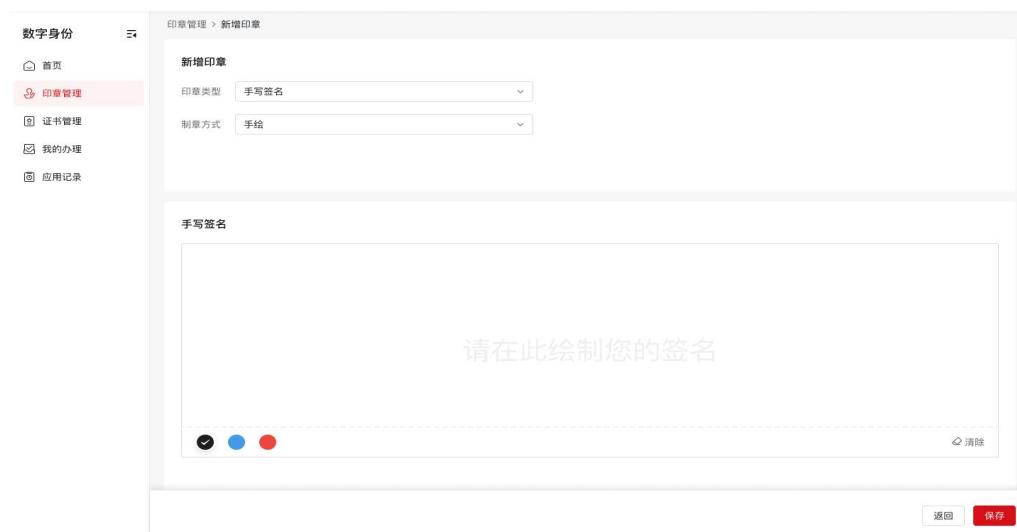 数字身份
首页
印章管理
证书管理
我的办理
应用记录
印章管理 > 新增印章
新增印章
印章类型 手写签名
制章方式 手绘
手写签名
请在此绘制您的签名
清除
返回 保存